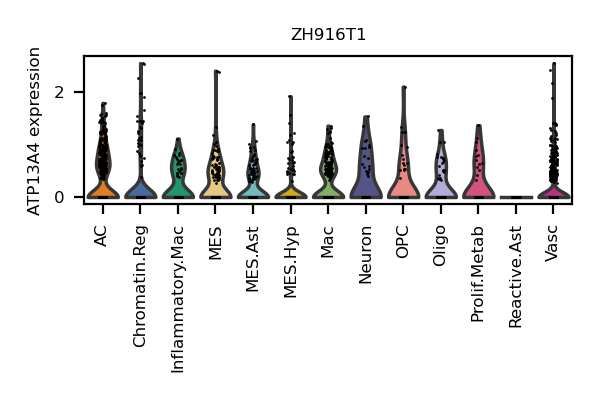 ZH916T1
ATP13A4 expression
2
0
AC
Chromatin.Reg
Inflammatory.Mac
MES
MES.Ast
MES.Hyp
Mac
Neuron
OPC
Oligo
Prolif.Metab
Reactive.Ast
Vasc